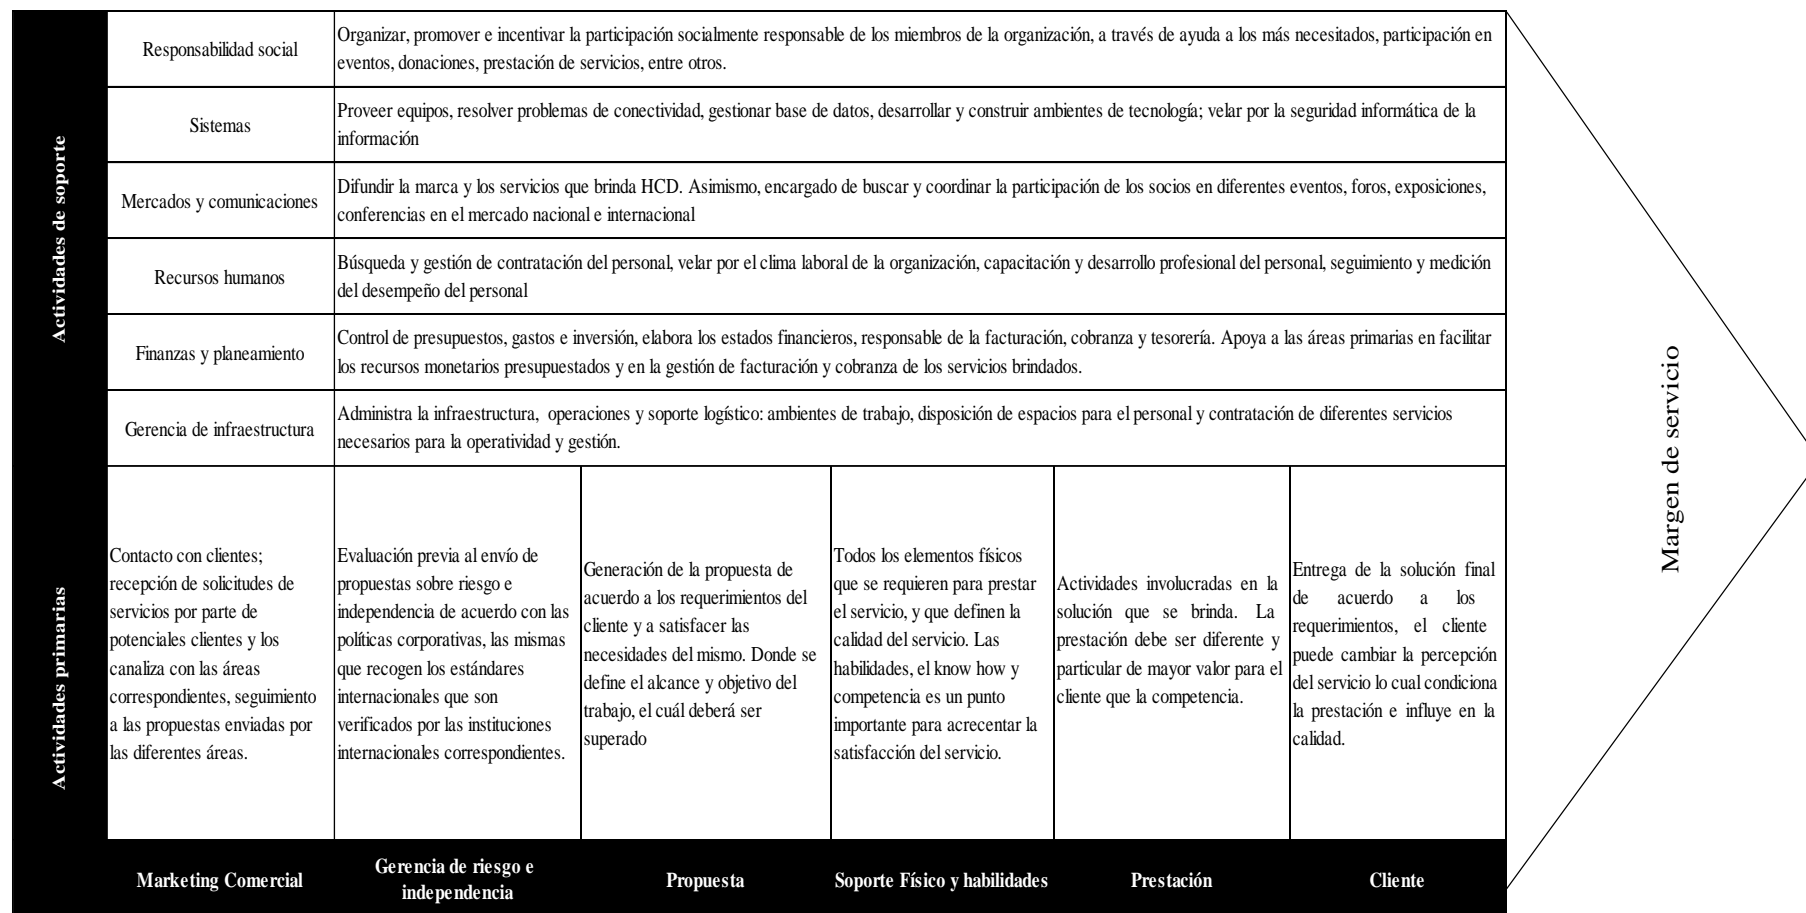 Actividades de soporte
Responsabilidad social
Organizar, promover e incentivar la participación socialmente responsable de los miembros de la organización, a través de ayuda a los más necesitados, participación en
eventos, donaciones, prestación de servicios, entre otros.
Sistemas
Proveer equipos, resolver problemas de conectividad, gestionar base de datos, desarrollar y construir ambientes de tecnología; velar por la seguridad informática de la
información
Mercados y comunicaciones
Difundir la marca y los servicios que brinda HCD. Asimismo, encargado de buscar y coordinar la participación de los socios en diferentes eventos, foros, exposiciones,
conferencias en el mercado nacional e internacional
Recursos humanos
Búsqueda y gestión de contratación del personal, velar por el clima laboral de la organización, capacitación y desarrollo profesional del personal, seguimiento y medición
del desempeño del personal
Finanzas y planeamiento
Control de presupuestos, gastos e inversión, elabora los estados financieros, responsable de la facturación, cobranza y tesorería. Apoya a las áreas primarias en facilitar
los recursos monetarios presupuestados y en la gestión de facturación y cobranza de los servicios brindados.
Gerencia de infraestructura
Administra la infraestructura, operaciones y soporte logístico: ambientes de trabajo, disposición de espacios para el personal y contratación de diferentes servicios
necesarios para la operatividad y gestión.
Actividades primarias
Contacto con clientes;
recepción de solicitudes de
servicios por parte de
potenciales clientes y los
canaliza con las áreas
correspondientes, seguimiento
a las propuestas enviadas por
las diferentes áreas.
Evaluación previa al envío de
propuestas sobre riesgo e
independencia de acuerdo con las
políticas corporativas, las mismas
que recogen los estándares
internacionales que son
verificados por las instituciones
internacionales correspondientes.
Generación de la propuesta de
acuerdo a los requerimientos del
cliente y a satisfacer las
necesidades del mismo. Donde se
define el alcance y objetivo del
trabajo, el cuál deberá ser
superado
Todos los elementos físicos
que se requieren para prestar
el servicio, y que definen la
calidad del servicio. Las
habilidades, el know how y
competencia es un punto
importante para acrecentar la
satisfacción del servicio.
Actividades involucradas en la
solución que se brinda. La
prestación debe ser diferente y
particular de mayor valor para el
cliente que la competencia.
Entrega de la solución final
de acuerdo a los
requerimientos, el cliente
puede cambiar la percepción
del servicio lo cual condiciona
la prestación e influye en la
calidad.
Marketing Comercial
Gerencia de riesgo e
independencia
Propuesta
Soporte Físico y habilidades
Prestación
Cliente
Margen de servicio